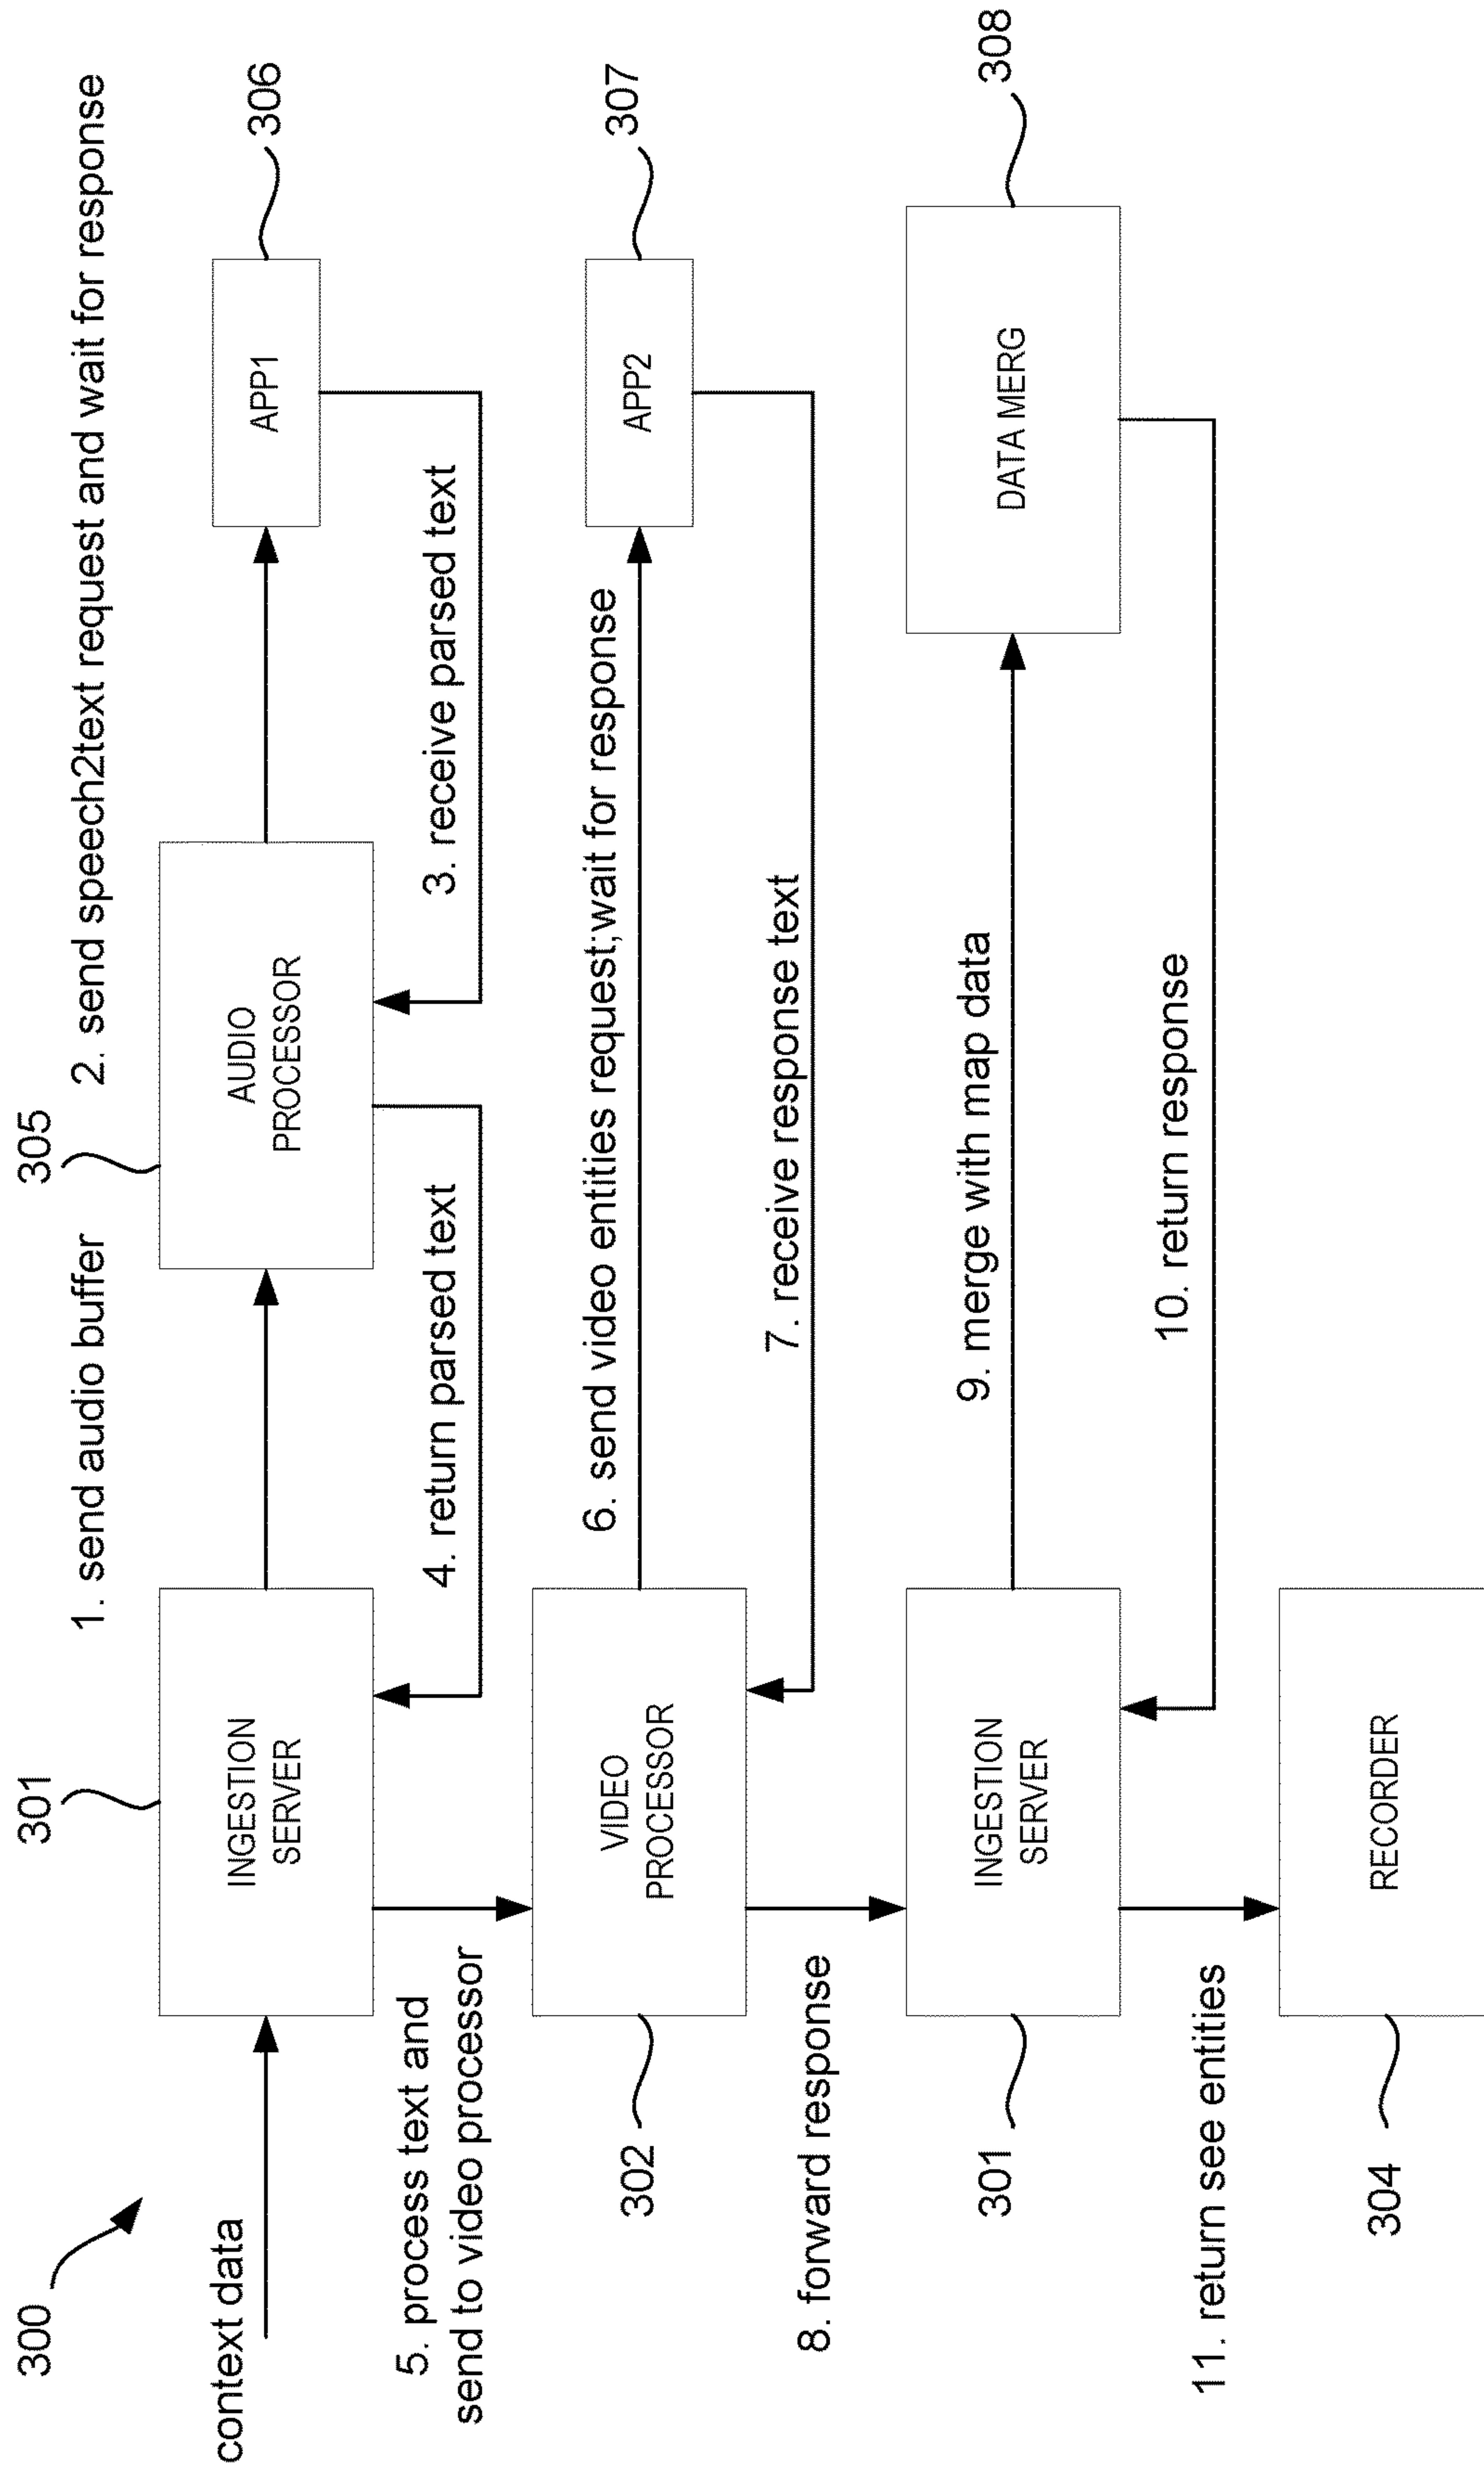 300
context data
301
INGESTION
SERVER
1. send audio buffer
305
AUDIO
PROCESSOR
2. send speech2text request and wait for response
APP1
306
3. receive parsed text
4. return parsed text
5. process text and
send to video processor
VIDEO
PROCESSOR
302
6. send video entities request;wait for response
APP2
307
7. receive response text
8. forward response
INGESTION
SERVER
301
9. merge with map data
DATA MERG
308
10. return response
11. return see entities
RECORDER
304